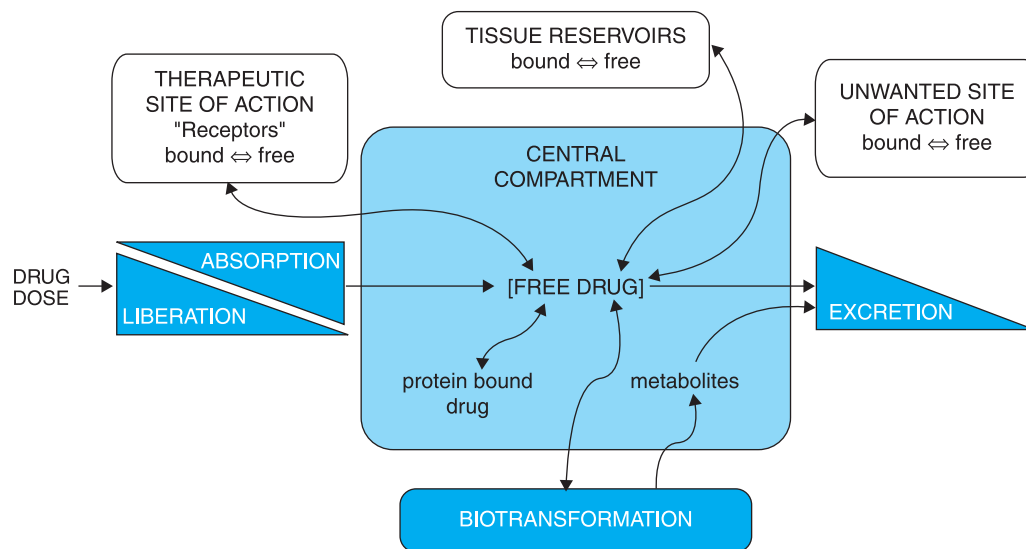 TISSUE RESERVOIRS
bound ⇔ free
THERAPEUTIC
SITE OF ACTION
"Receptors"
bound ⇔ free
UNWANTED SITE
OF ACTION
bound ⇔ free
CENTRAL
COMPARTMENT
DRUG
DOSE
ABSORPTION
LIBERATION
[FREE DRUG]
EXCRETION
protein bound
drug
metabolites
BIOTRANSFORMATION